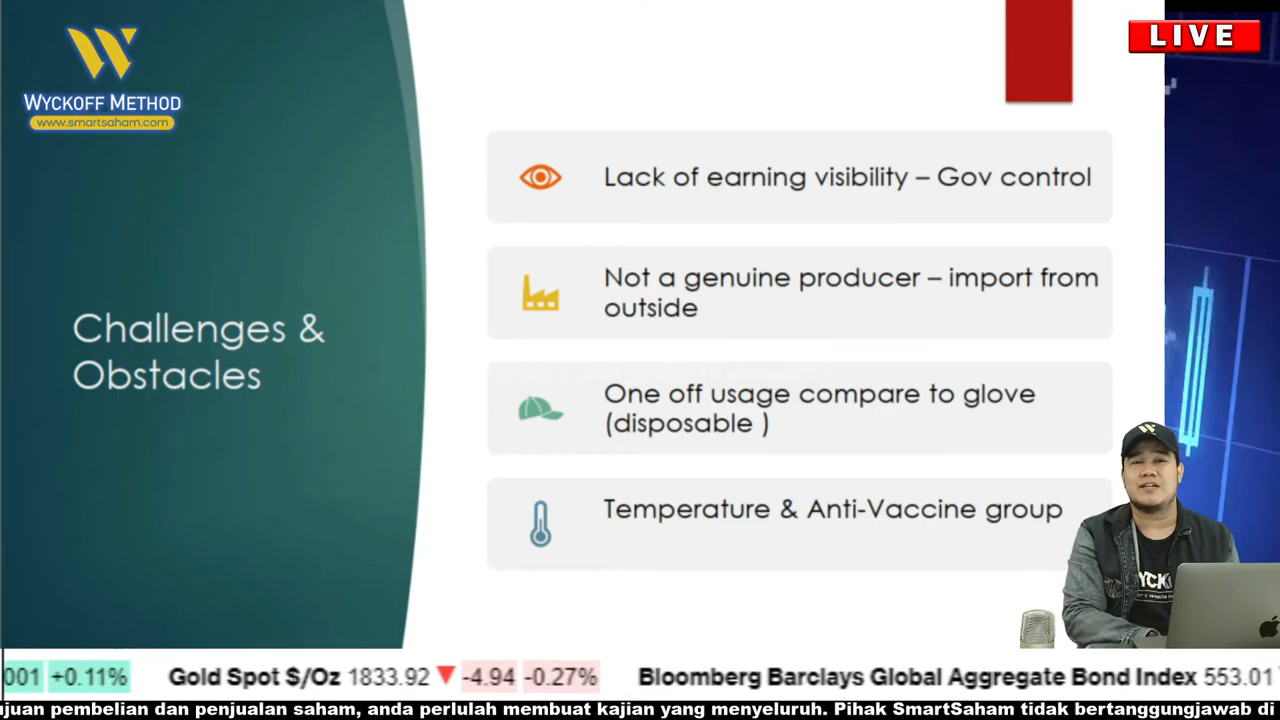 WYCKOFF METHOD
www.smartsaham.com
LIVE
Challenges &
Obstacles
Lack of earning visibility – Gov control
Not a genuine producer – import from
outside
One off usage compare to glove
(disposable )
Temperature & Anti-Vaccine group
001 +0.11% Gold Spot $/Oz 1833.92 ▼ -4.94 -0.27% Bloomberg Barclays Global Aggregate Bond Index 553.01
ujuan pembelian dan penjualan saham, anda perlulah membuat kajian yang menyeluruh. Pihak SmartSaham tidak bertanggungjawab di